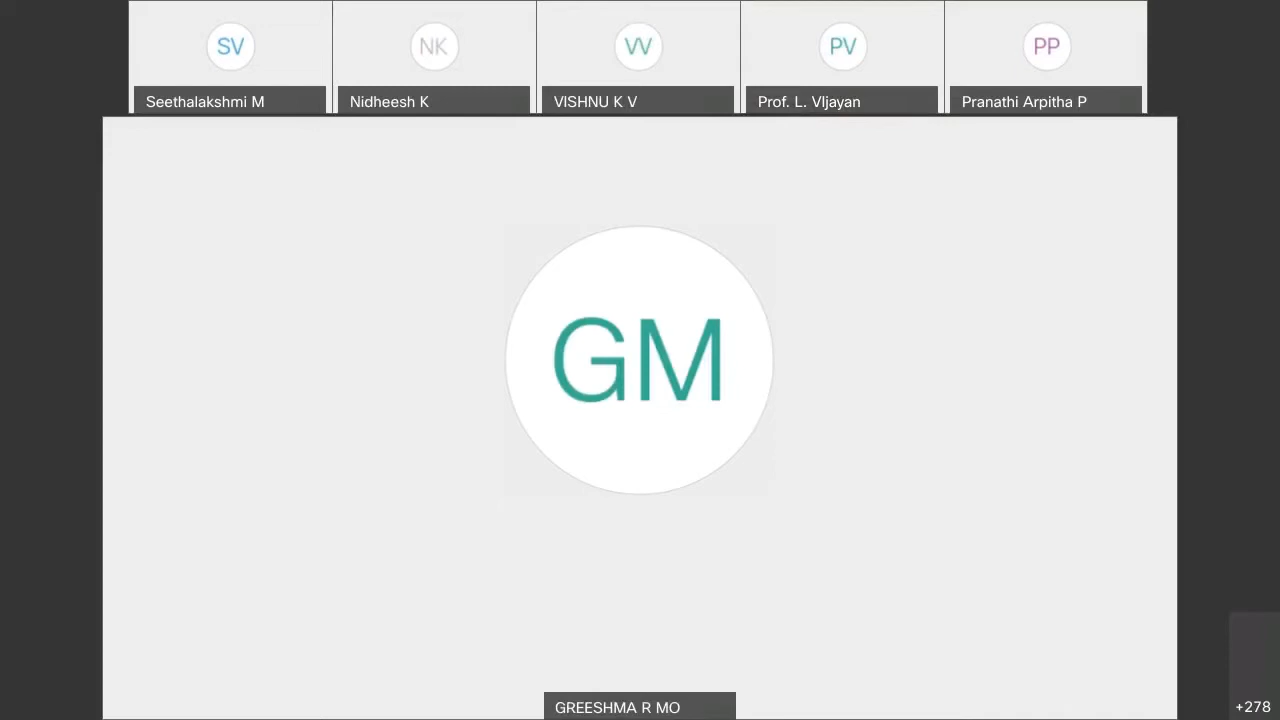 SV
NK
VV
PV
PP
Seethalakshmi M
Nidheesh K
VISHNU K V
Prof. L. VIjayan
Pranathi Arpitha P
GM
GREESHMA R MO
+278